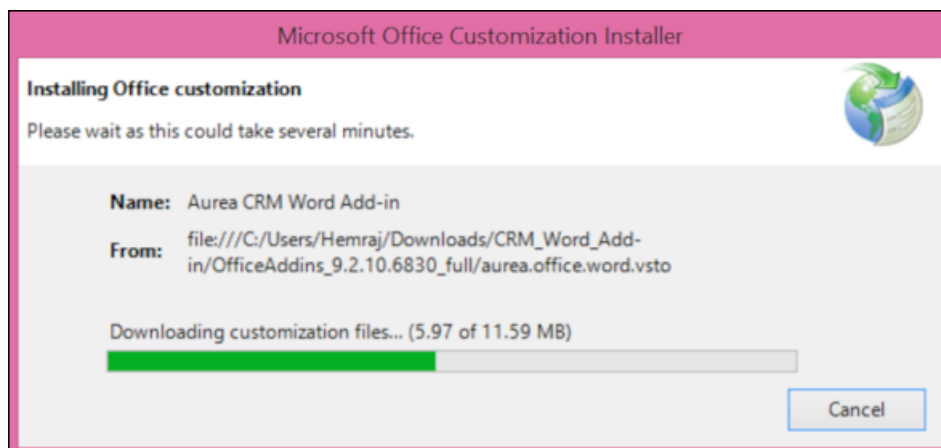 Microsoft Office Customization Installer
Installing Office customization
Please wait as this could take several minutes.
Name: Aurea CRM Word Add-in
From: file:///C:/Users/Hemraj/Downloads/CRM_Word_Add-
in/OfficeAddins_9.2.10.6830_full/aurea.office.word.vsto
Downloading customization files... (5.97 of 11.59 MB)
Cancel